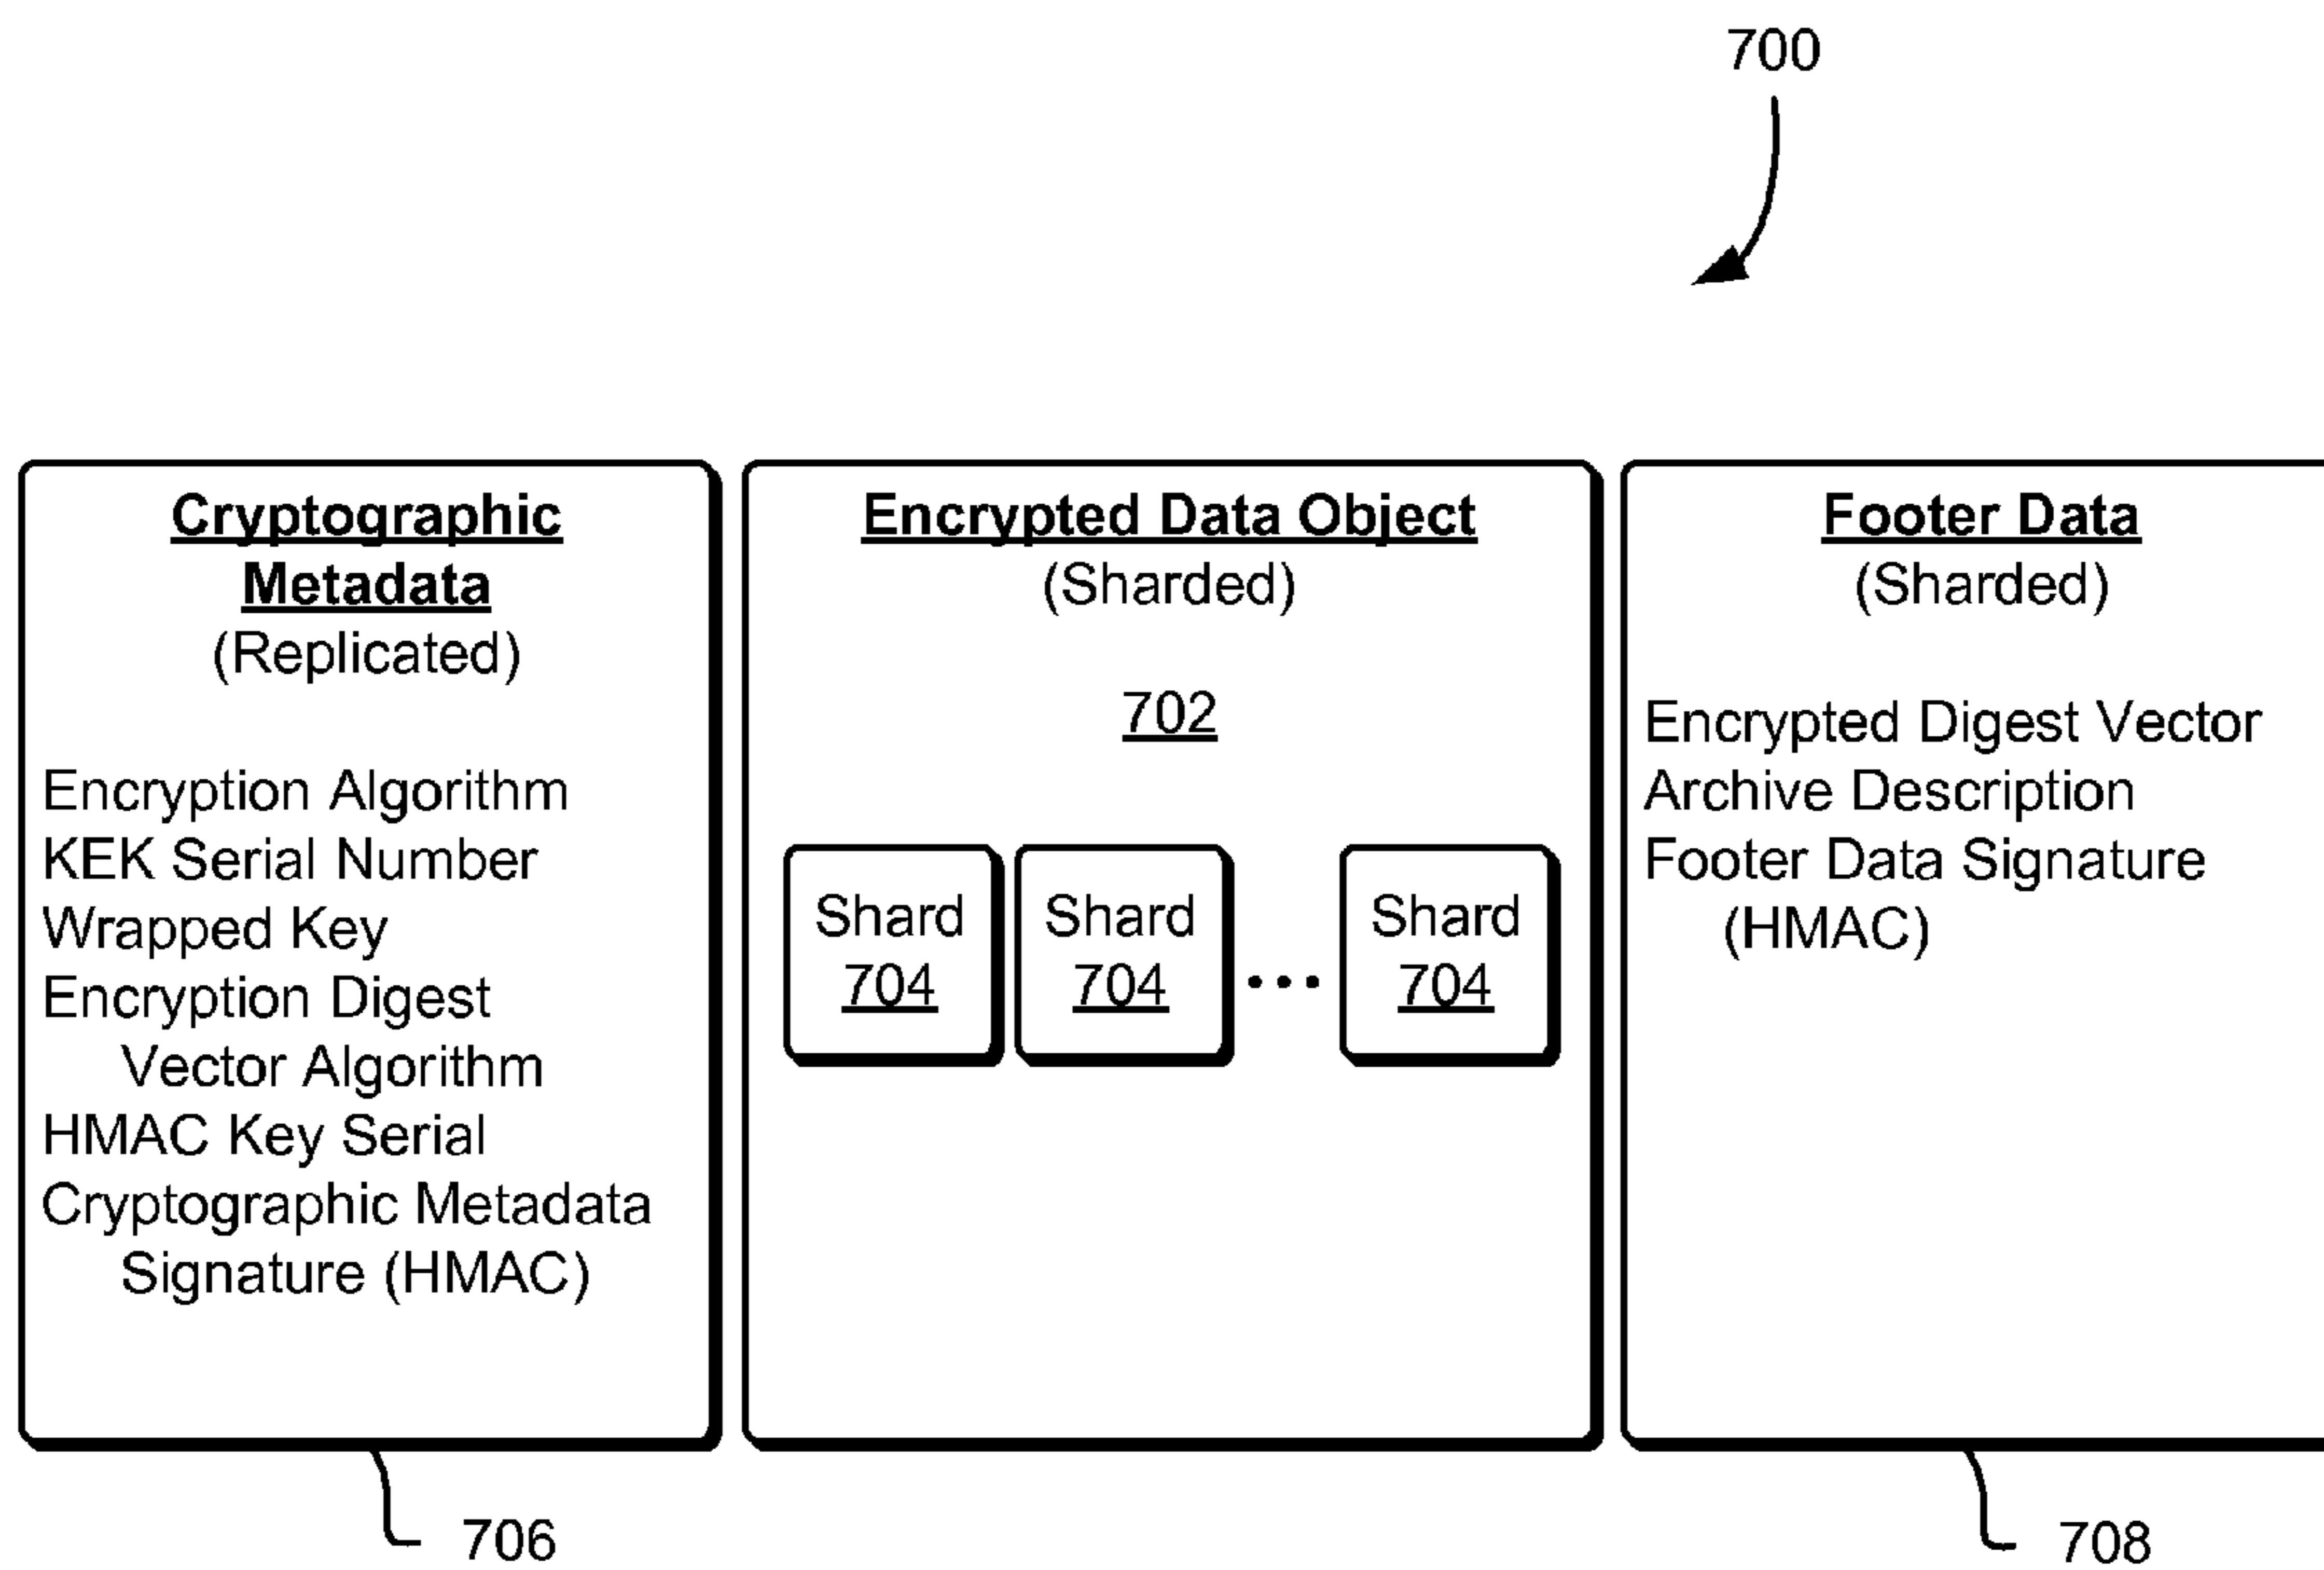 700
Cryptographic
Metadata
(Replicated)
Encryption Algorithm
KEK Serial Number
Wrapped Key
Encryption Digest
Vector Algorithm
HMAC Key Serial
Cryptographic Metadata
Signature (HMAC)
706
Encrypted Data Object
(Sharded)
702
Shard
704
Shard
704
...
Shard
704
Footer Data
(Sharded)
Encrypted Digest Vector
Archive Description
Footer Data Signature
(HMAC)
708